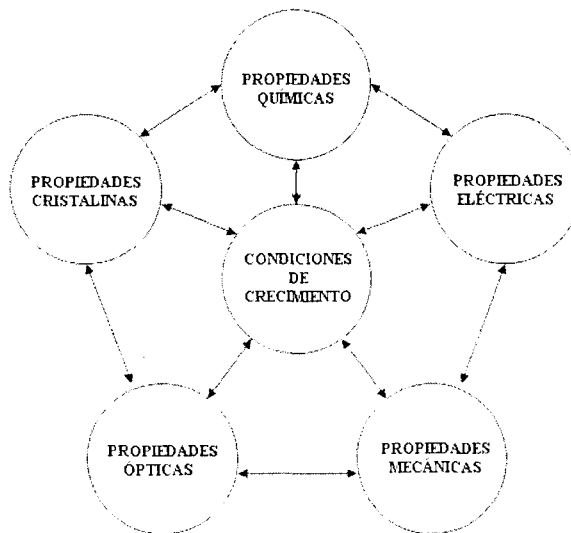 PROPIEDADES
QUÍMICAS
PROPIEDADES
CRISTALINAS
PROPIEDADES
ELÉCTRICAS
CONDICIONES
DE
CRECIMIENTO
PROPIEDADES
ÓPTICAS
PROPIEDADES
MECÁNICAS